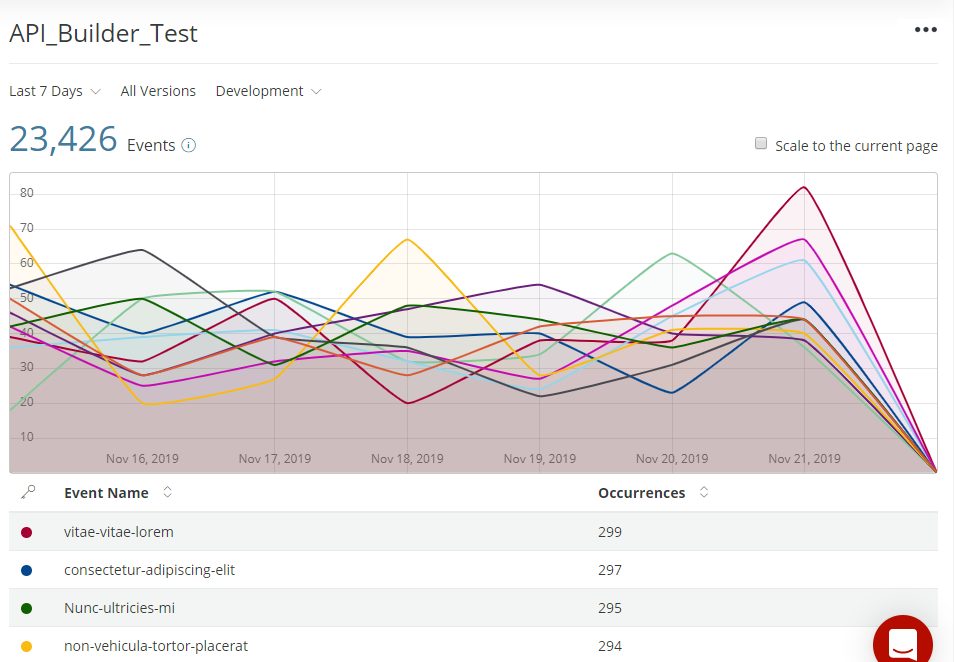 API_Builder_Test
Last 7 Days All Versions Development
23,426 Events
Scale to the current page
80
70
60
50
40
30
20
10
Nov 16, 2019 Nov 17, 2019 Nov 18, 2019 Nov 19, 2019 Nov 20, 2019 Nov 21, 2019
Event Name Occurrences
vitae-vitae-lorem 299
consectetur-adipiscing-elit 297
Nunc-ultricies-mi 295
non-vehicula-tortor-placerat 294